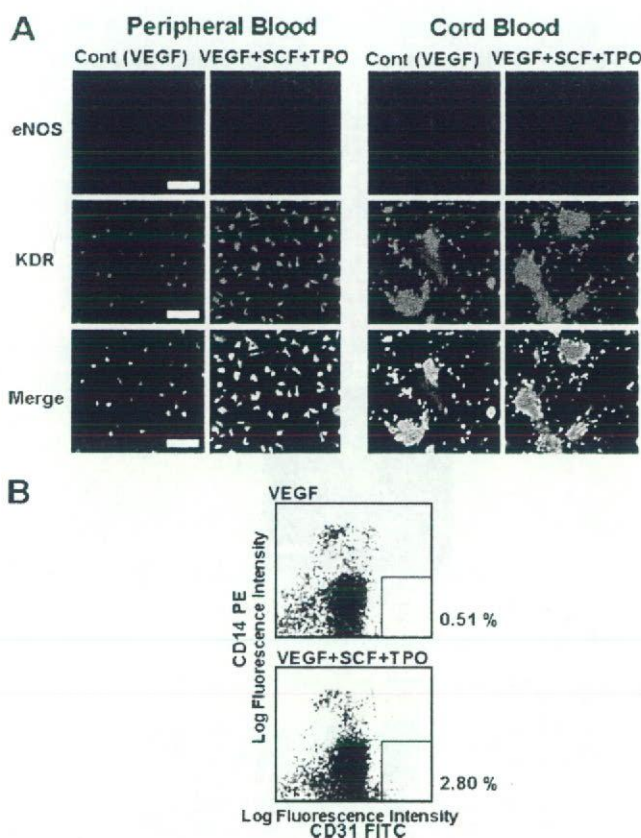 A
Peripheral Blood
Cord Blood
Cont (VEGF)
VEGF+SCF+TPO
Cont (VEGF)
VEGF+SCF+TPO
eNOS
KDR
Merge
B
VEGF
0.51 %
CD14 PE
Log Fluorescence Intensity
VEGF+SCF+TPO
2.80 %
Log Fluorescence Intensity
CD31 FITC